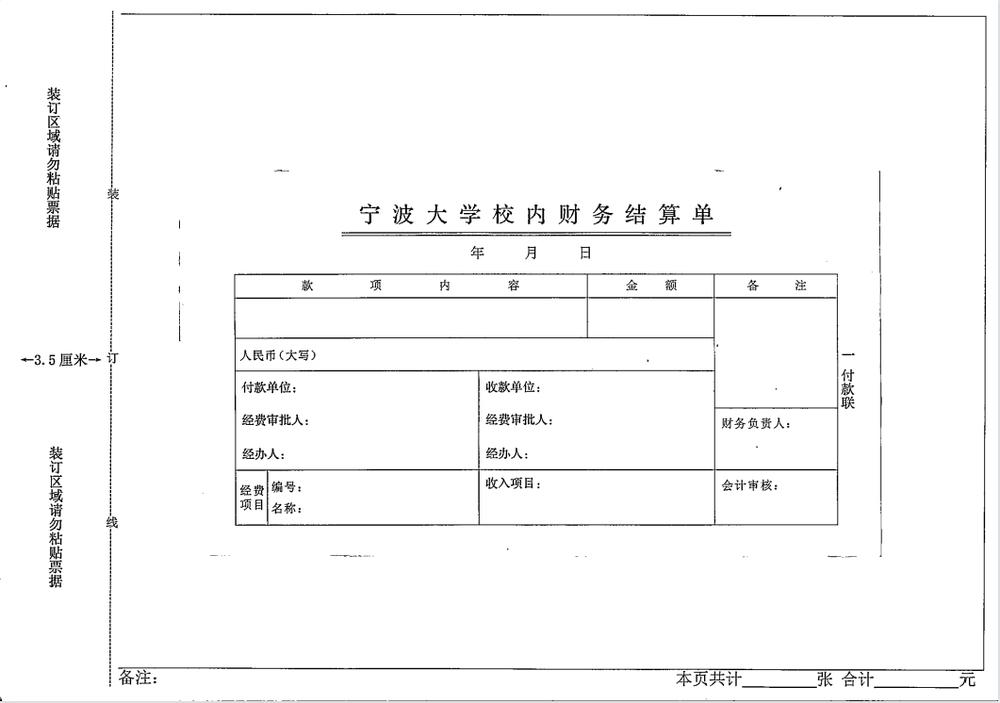 装订区域请勿粘贴票据
装
宁波大学校内财务结算单
年 月 日
款 项 内 容 金 额 备 注
人民币(大写)
←3.5厘米→
订
一 付款联
付款单位: 收款单位:
经费审批人: 经费审批人: 财务负责人:
经办人: 经办人:
经费项目 编号: 收入项目: 会计审核:
名称:
装订区域请勿粘贴票据
线
备注: 本页共计________张 合计________元